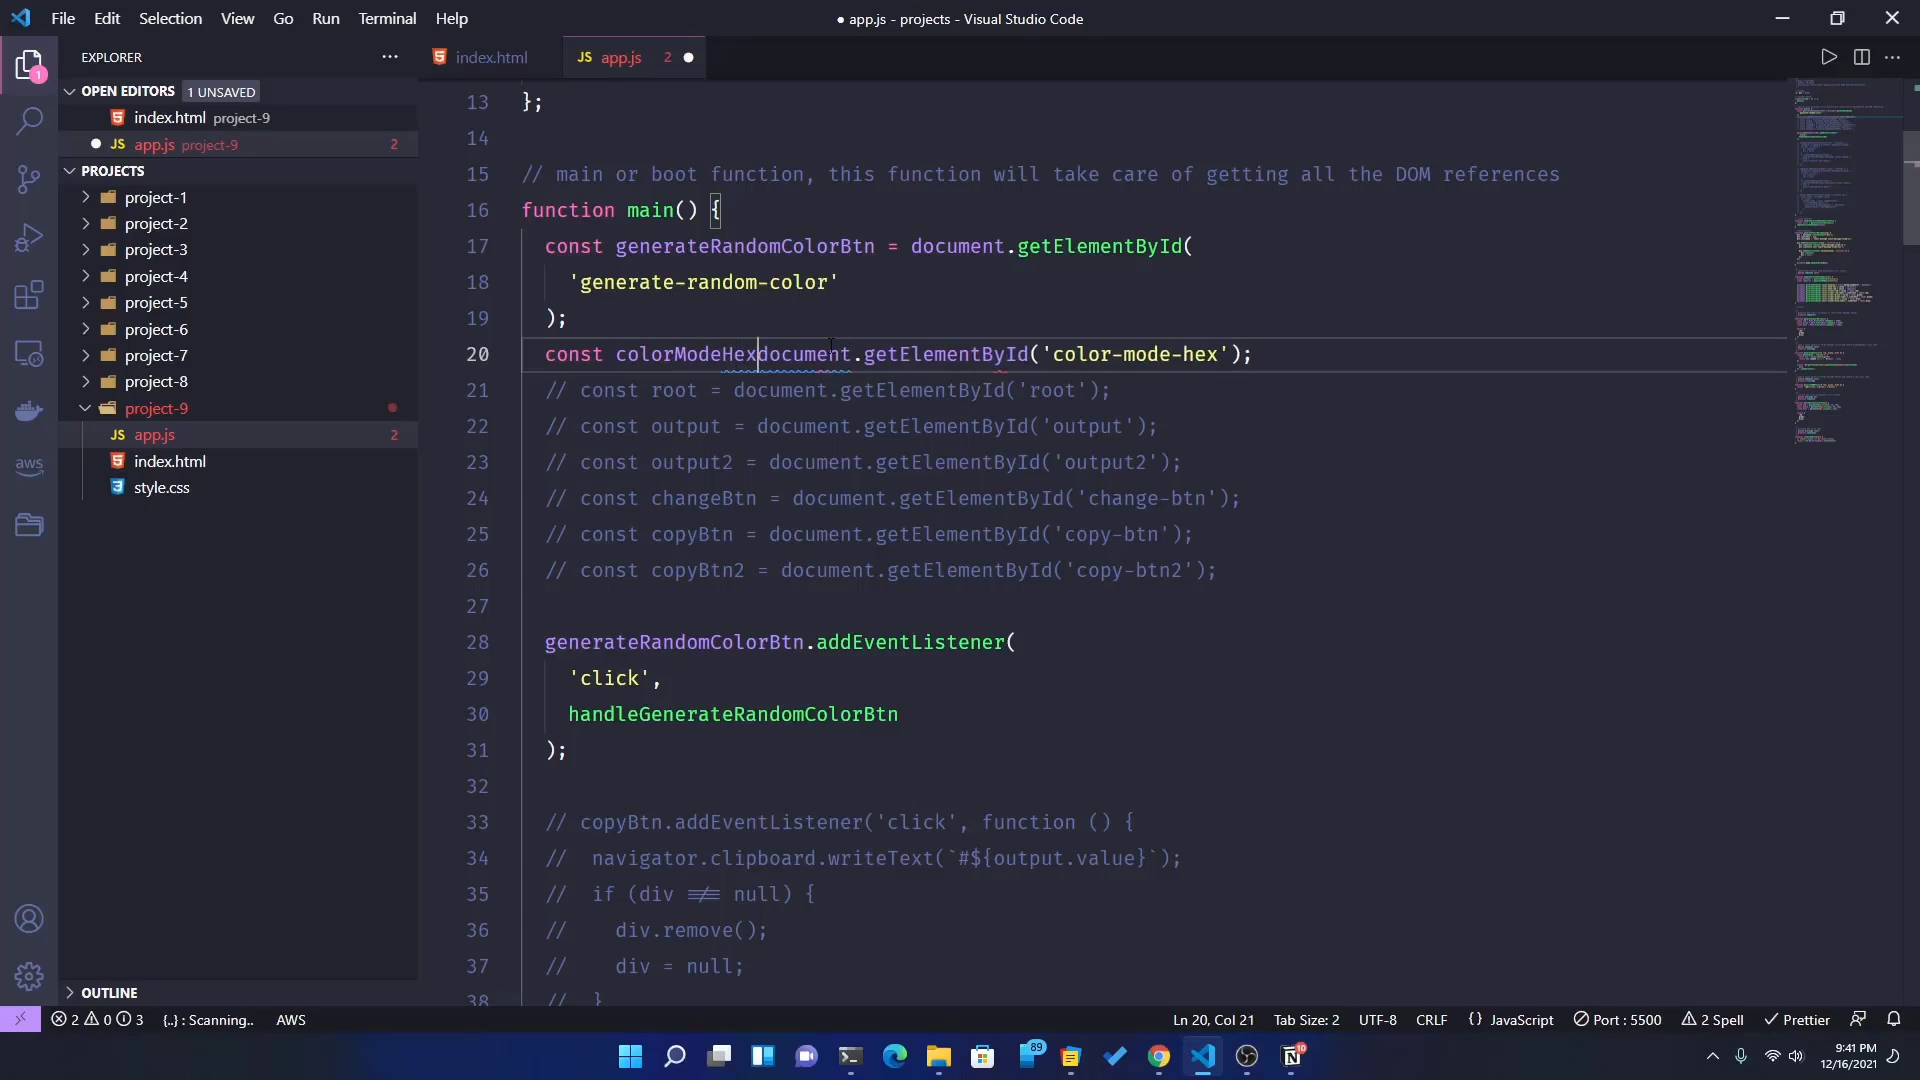 File Edit Selection View Go Run Terminal Help
● app.js - projects - Visual Studio Code
1
EXPLORER
OPEN EDITORS 1 UNSAVED
index.html project-9
JS app.js project-9 2
PROJECTS
project-1
project-2
project-3
project-4
project-5
project-6
project-7
project-8
project-9
JS app.js 2
index.html
style.css
aws
OUTLINE
index.html
JS app.js 2
13 };
14
15 // main or boot function, this function will take care of getting all the DOM references
16 function main() {
17 const generateRandomColorBtn = document.getElementById(
18 'generate-random-color'
19 );
20 const colorModeHexdocument.getElementById('color-mode-hex');
21 // const root = document.getElementById('root');
22 // const output = document.getElementById('output');
23 // const output2 = document.getElementById('output2');
24 // const changeBtn = document.getElementById('change-btn');
25 // const copyBtn = document.getElementById('copy-btn');
26 // const copyBtn2 = document.getElementById('copy-btn2');
27
28 generateRandomColorBtn.addEventListener(
29 'click',
30 handleGenerateRandomColorBtn
31 );
32
33 // copyBtn.addEventListener('click', function () {
34 // navigator.clipboard.writeText(`#${output.value}`);
35 // if (div !== null) {
36 // div.remove();
37 // div = null;
38 // }
2 0 3 {..} : Scanning.. AWS
Ln 20, Col 21 Tab Size: 2 UTF-8 CRLF {} JavaScript Port : 5500 2 Spell Prettier
89
10
9:41 PM
12/16/2021